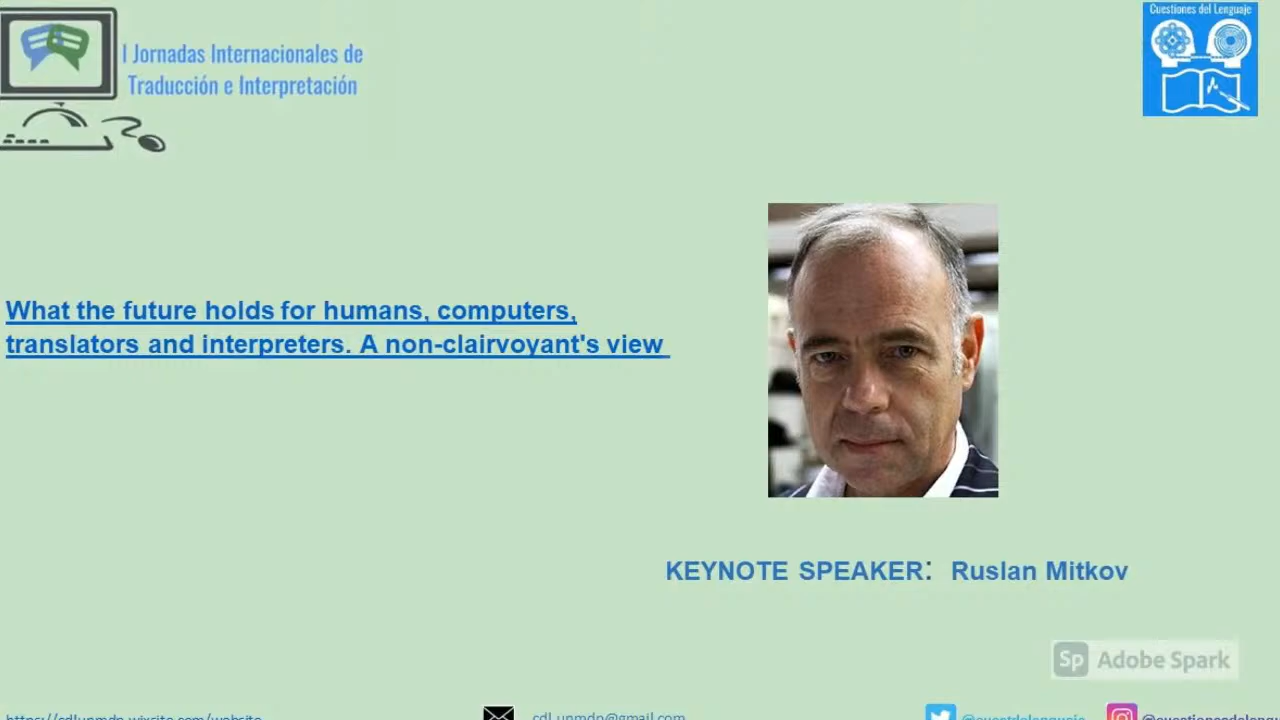 I Jornadas Internacionales de
Traducción e Interpretación
Cuestiones del Lenguaje
What the future holds for humans, computers,
translators and interpreters. A non-clairvoyant's view
KEYNOTE SPEAKER: Ruslan Mitkov
Sp Adobe Spark